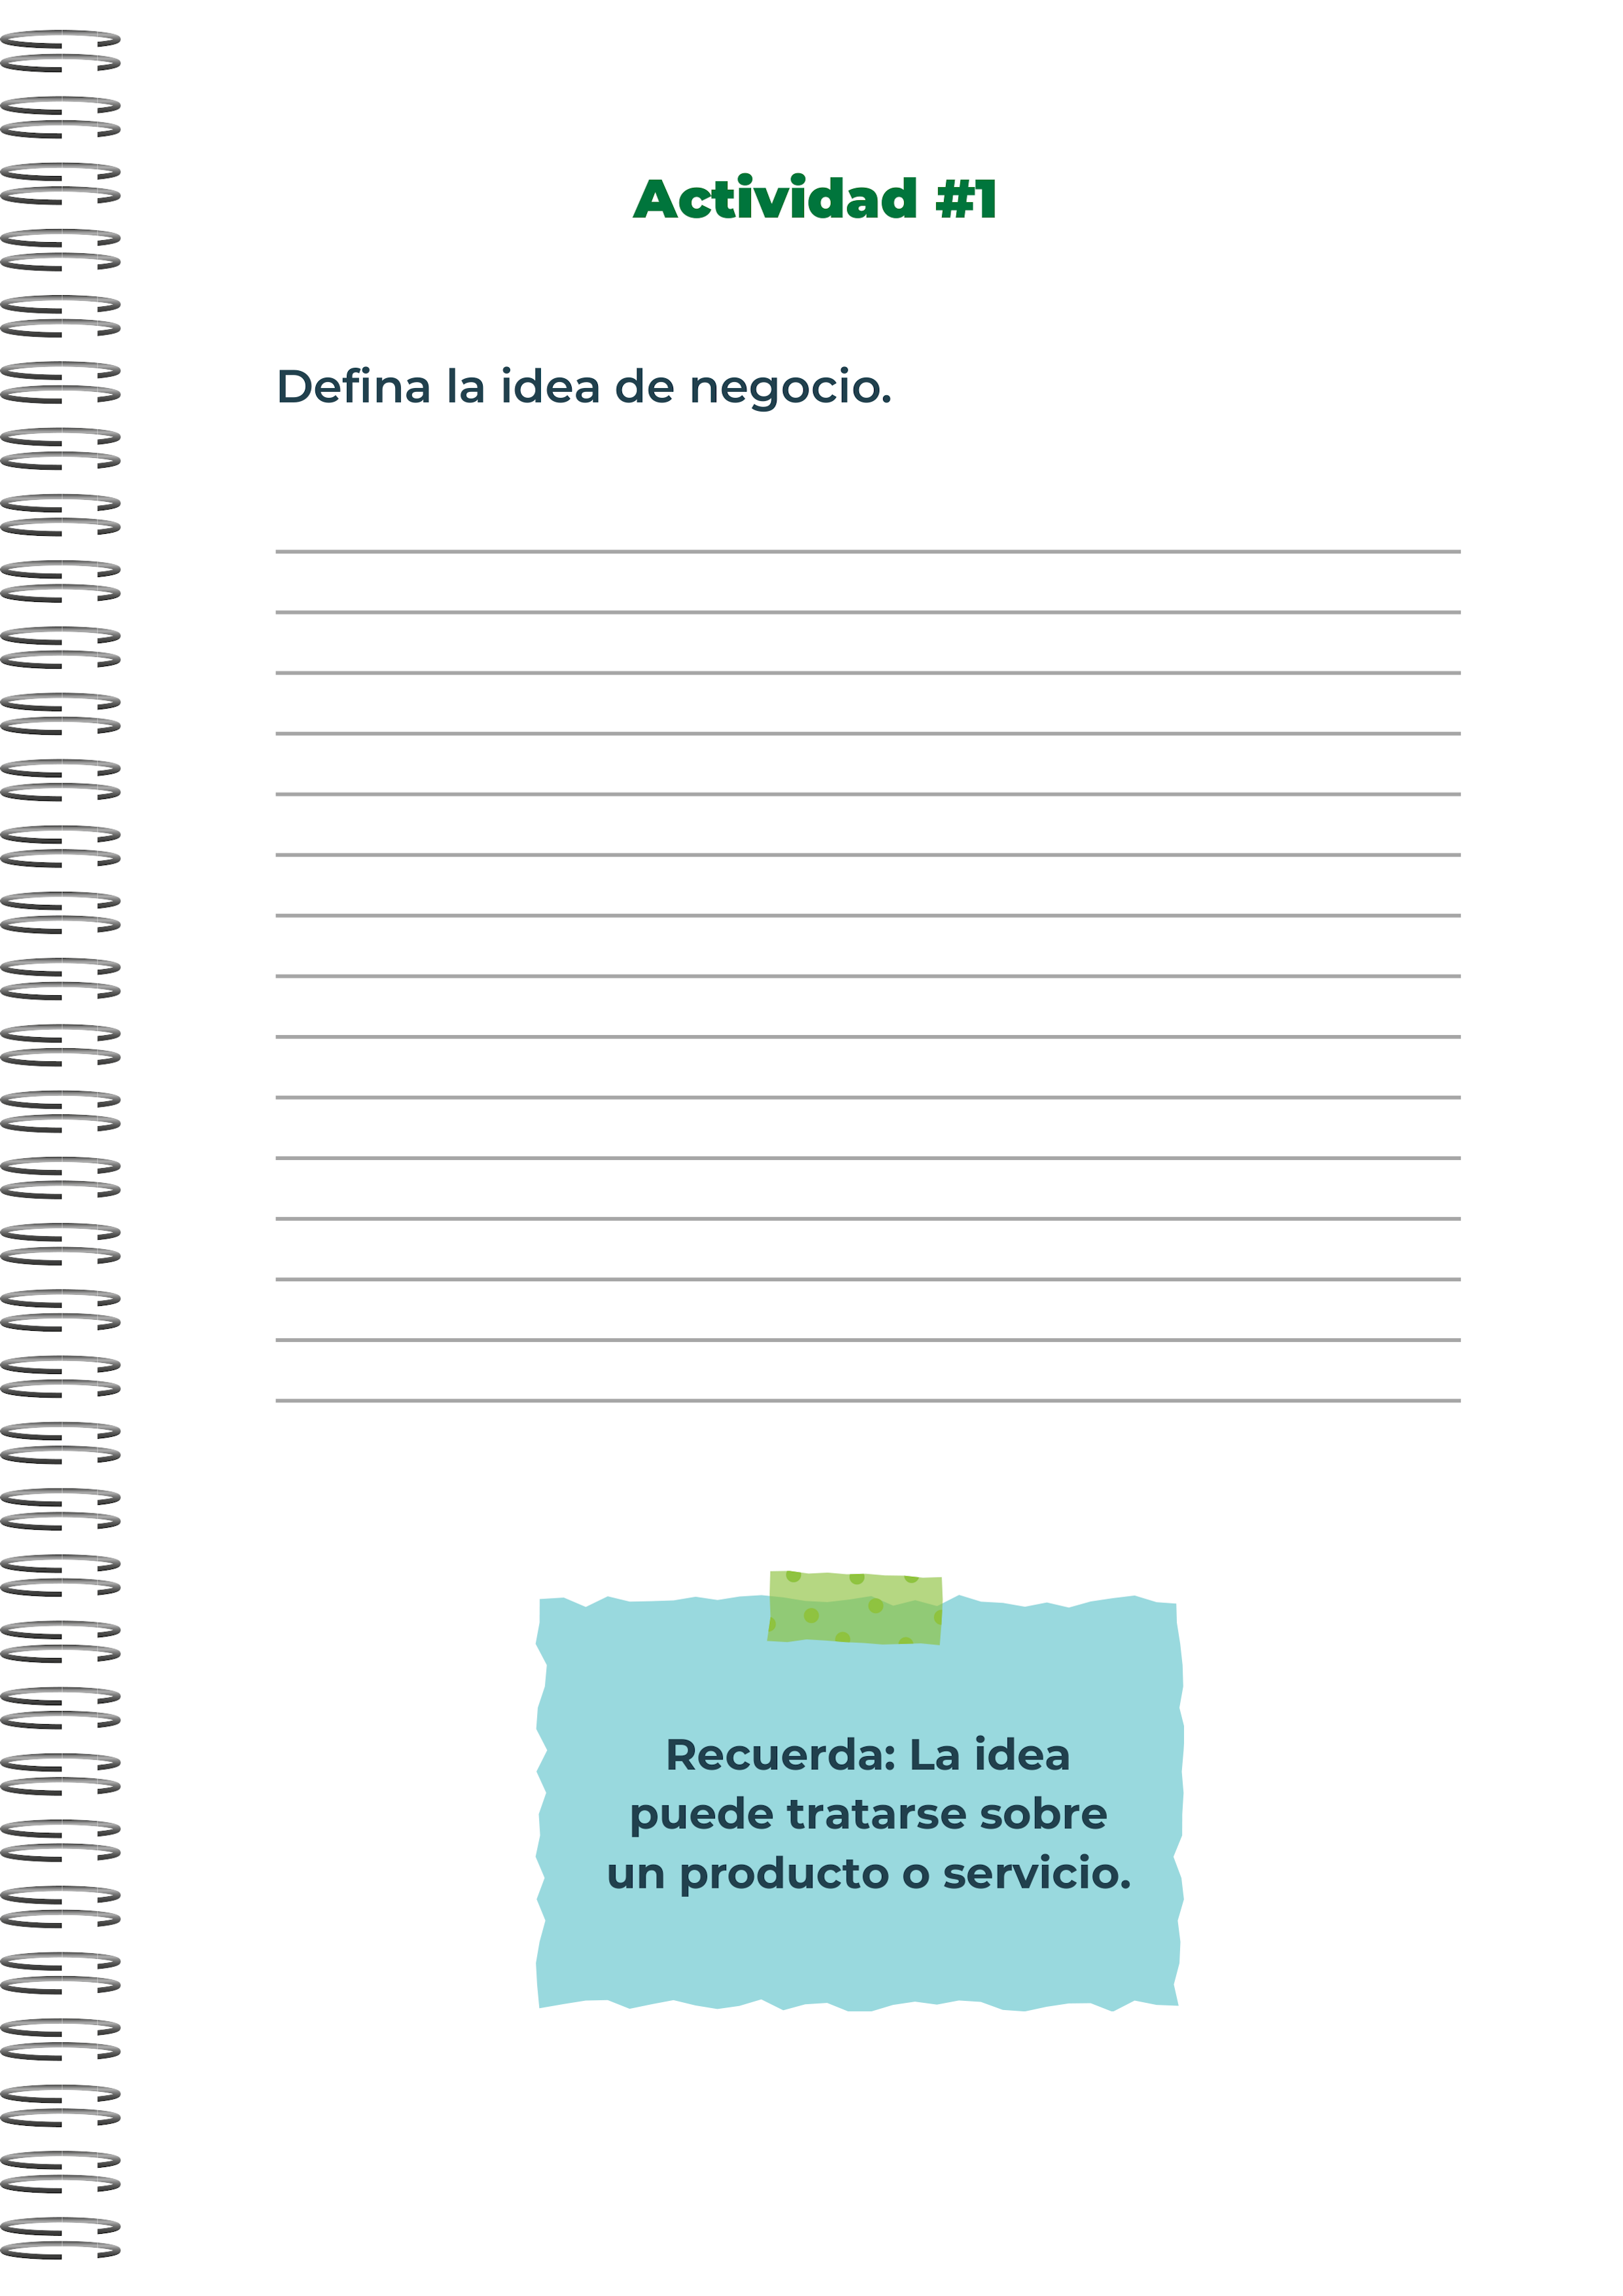 Actividad #1
Defina la idea de negocio.
Recuerda: La idea
puede tratarse sobre
un producto o servicio.